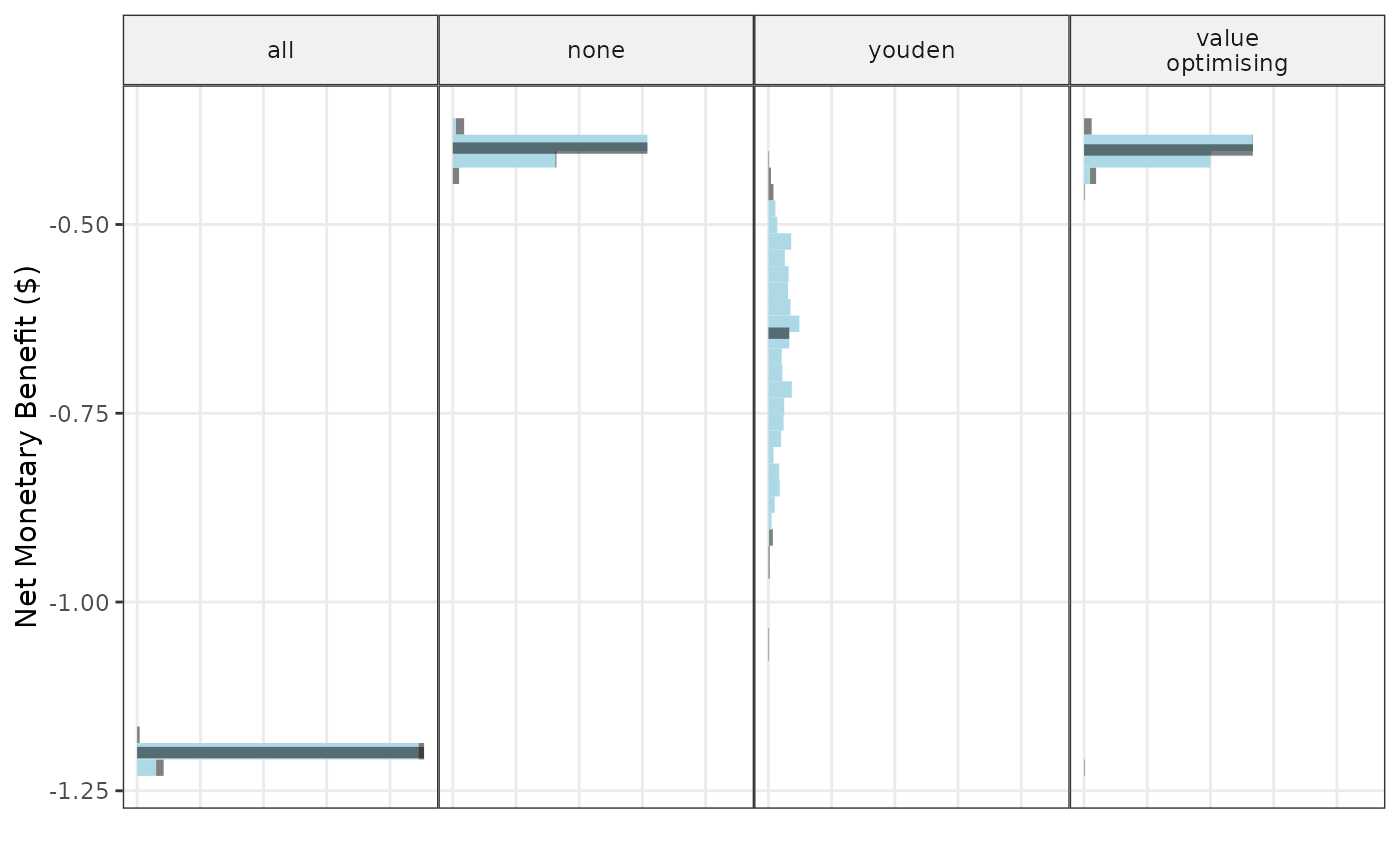 all
none
youden
value
optimising
Net Monetary Benefit ($)
-0.50
-0.75
-1.00
-1.25